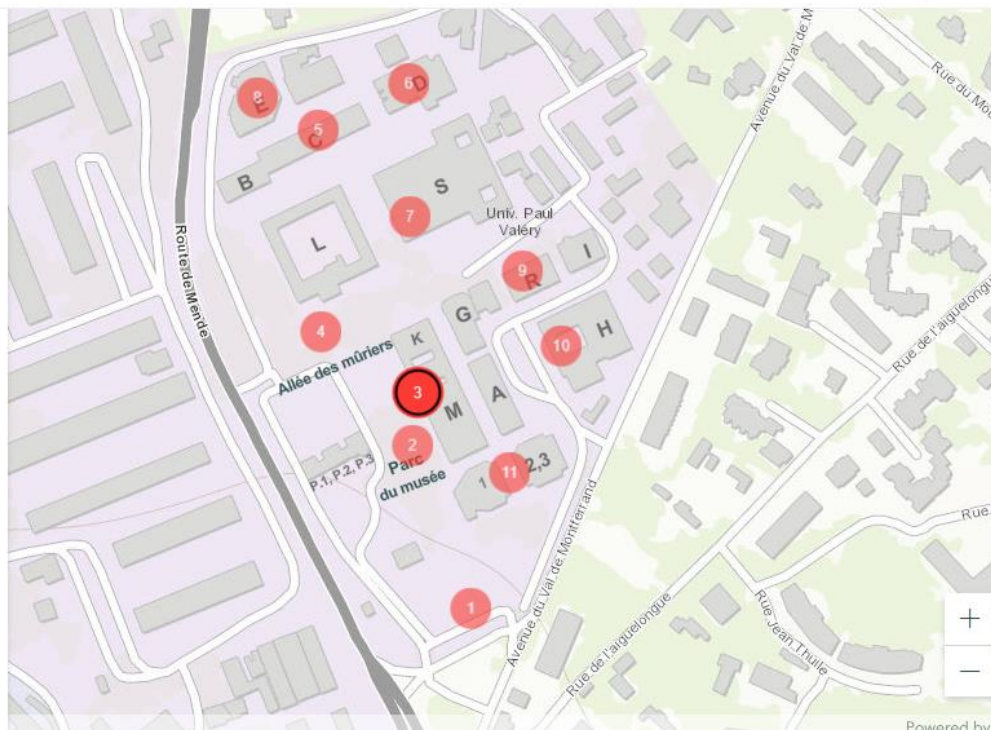 Avenue du Val de M
Rue du Mo
8
E
6
D
5
C
B
S
7
L
Univ. Paul
Valéry
Route de Mende
9
R
I
G
4
K
10
H
Allée des mûriers
3
M
A
Rue de l'aiguelongue
2
Parc
du musée
P.1, P.2, P.3
11
1
2,3
Avenue du Val de Montferrand
Rue
1
Rue de l'aiguelongue
Rue Jean Thuile
+
−
Powered by